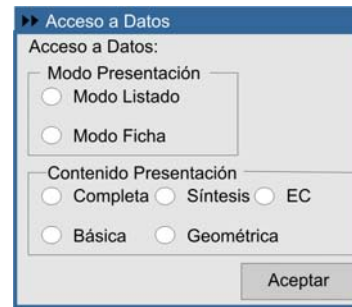 Acceso a Datos
Acceso a Datos:
Modo Presentación
Modo Listado
Modo Ficha
Contenido Presentación
Completa Síntesis EC
Básica Geométrica
Aceptar